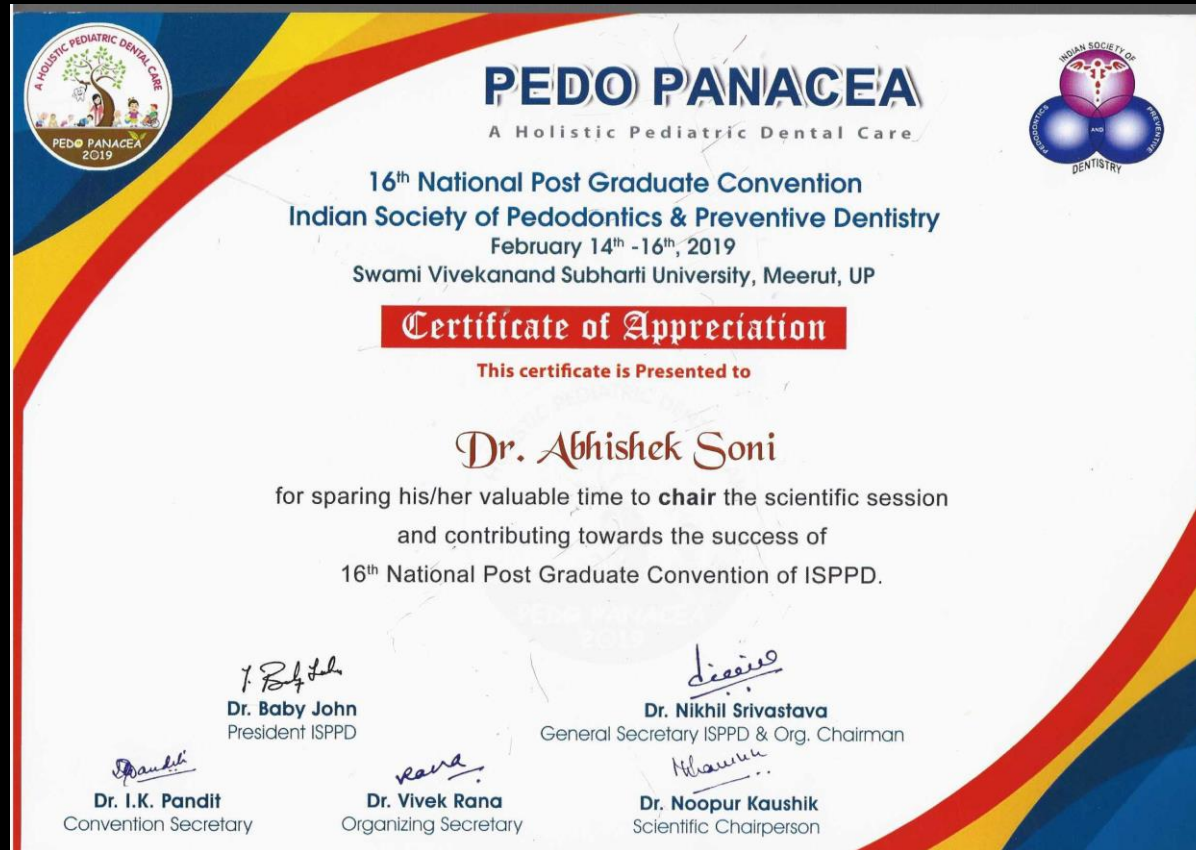 A HOLISTIC PEDIATRIC DENTAL CARE
PEDO PANACEA
2019
INDIAN SOCIETY OF
PEDODONTICS
AND
PREVENTIVE
DENTISTRY
PEDO PANACEA
A Holistic Pediatric Dental Care
16th National Post Graduate Convention
Indian Society of Pedodontics & Preventive Dentistry
February 14th -16th, 2019
Swami Vivekanand Subharti University, Meerut, UP
Certificate of Appreciation
This certificate is Presented to
Dr. Abhishek Soni
for sparing his/her valuable time to chair the scientific session
and contributing towards the success of
16th National Post Graduate Convention of ISPPD.
PEDO PANACEA
2019
Dr. Baby John
President ISPPD
Dr. Nikhil Srivastava
General Secretary ISPPD & Org. Chairman
Dr. I.K. Pandit
Convention Secretary
Rana
Dr. Vivek Rana
Organizing Secretary
Dr. Noopur Kaushik
Scientific Chairperson